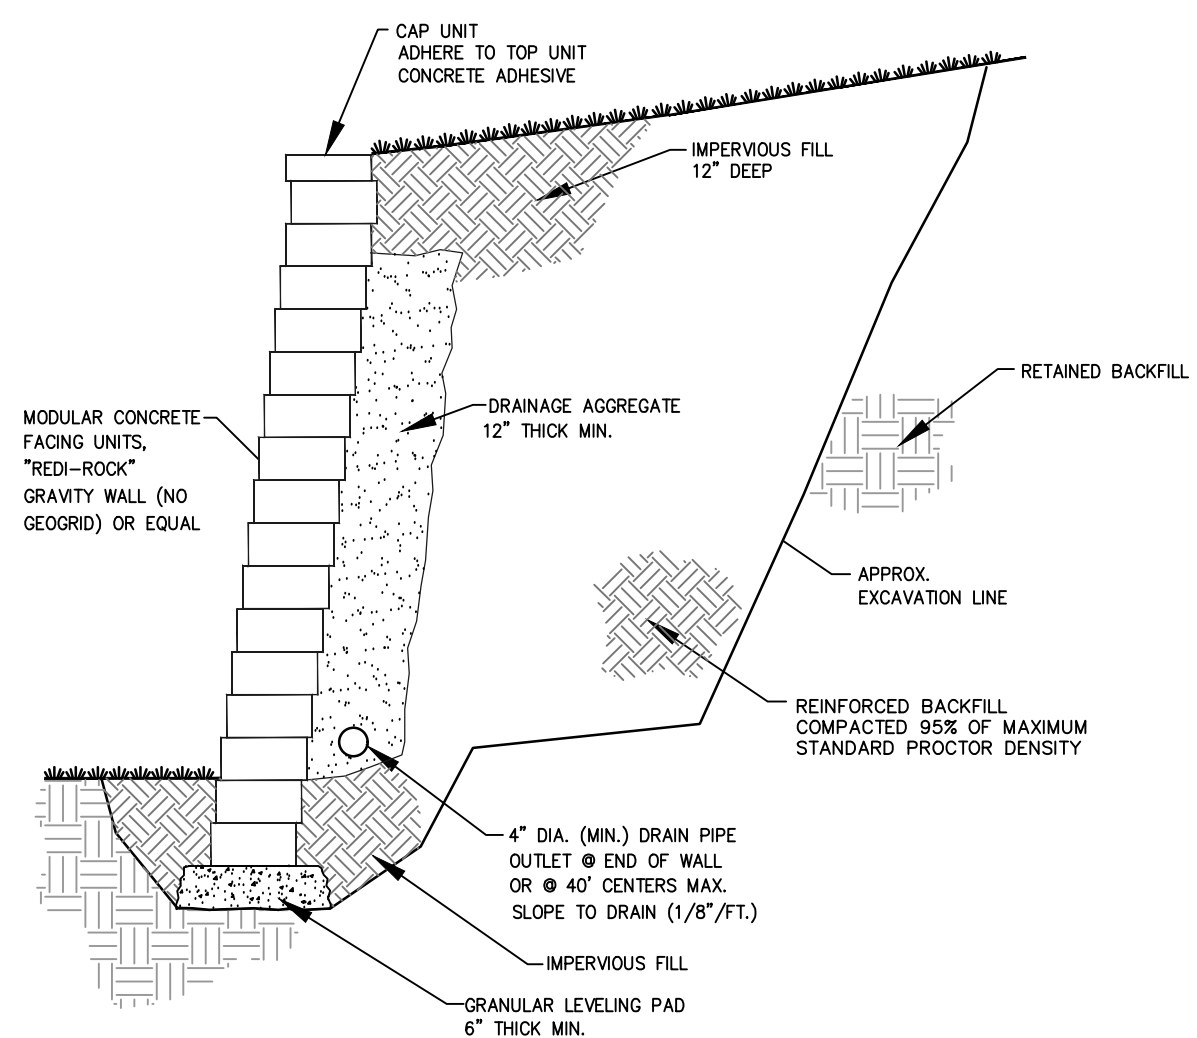 CAP UNIT
ADHERE TO TOP UNIT
CONCRETE ADHESIVE
IMPERVIOUS FILL
12" DEEP
RETAINED BACKFILL
DRAINAGE AGGREGATE
12" THICK MIN.
MODULAR CONCRETE
FACING UNITS,
"REDI-ROCK"
GRAVITY WALL (NO
GEOGRID) OR EQUAL
APPROX.
EXCAVATION LINE
REINFORCED BACKFILL
COMPACTED 95% OF MAXIMUM
STANDARD PROCTOR DENSITY
4" DIA. (MIN.) DRAIN PIPE
OUTLET @ END OF WALL
OR @ 40' CENTERS MAX.
SLOPE TO DRAIN (1/8"/FT.)
IMPERVIOUS FILL
GRANULAR LEVELING PAD
6" THICK MIN.